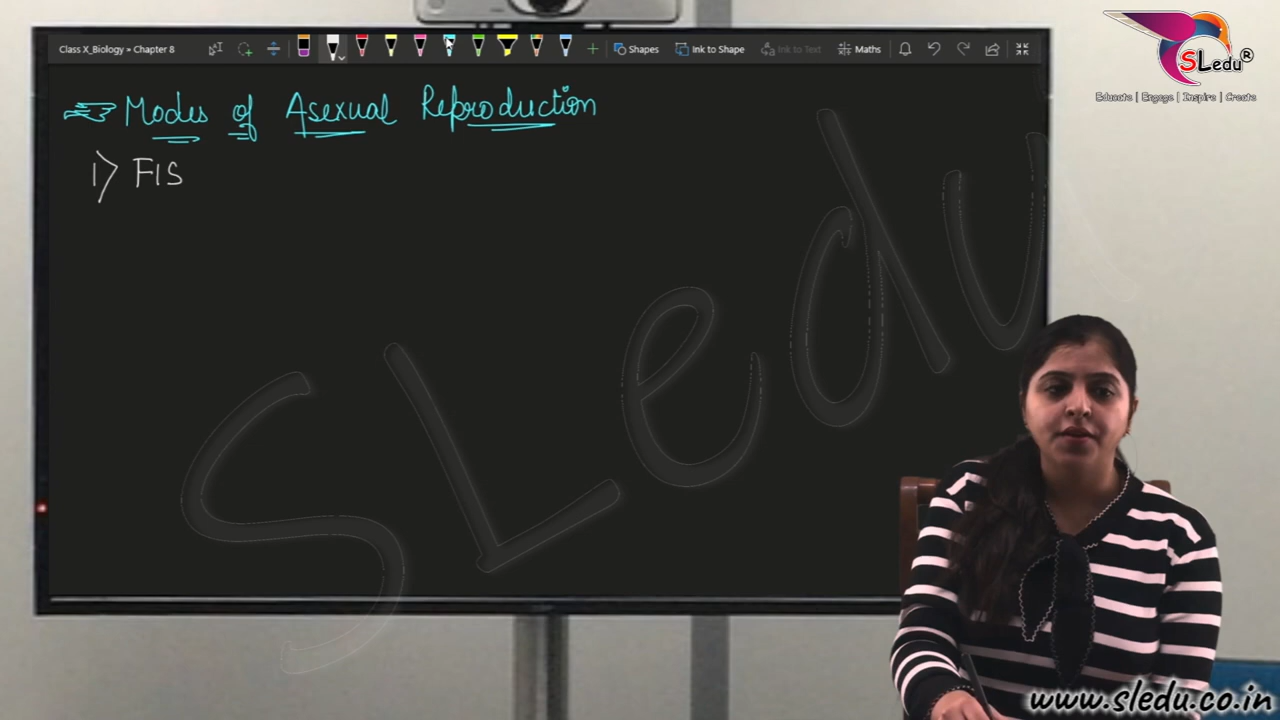 Class X_Biology » Chapter 8
Shapes
Ink to Shape
Ink to Text
Maths
SLedu®
Educate | Engage | Inspire | Create
Modes of Asexual Reproduction
1) FIS
SLedu
www.sledu.co.in